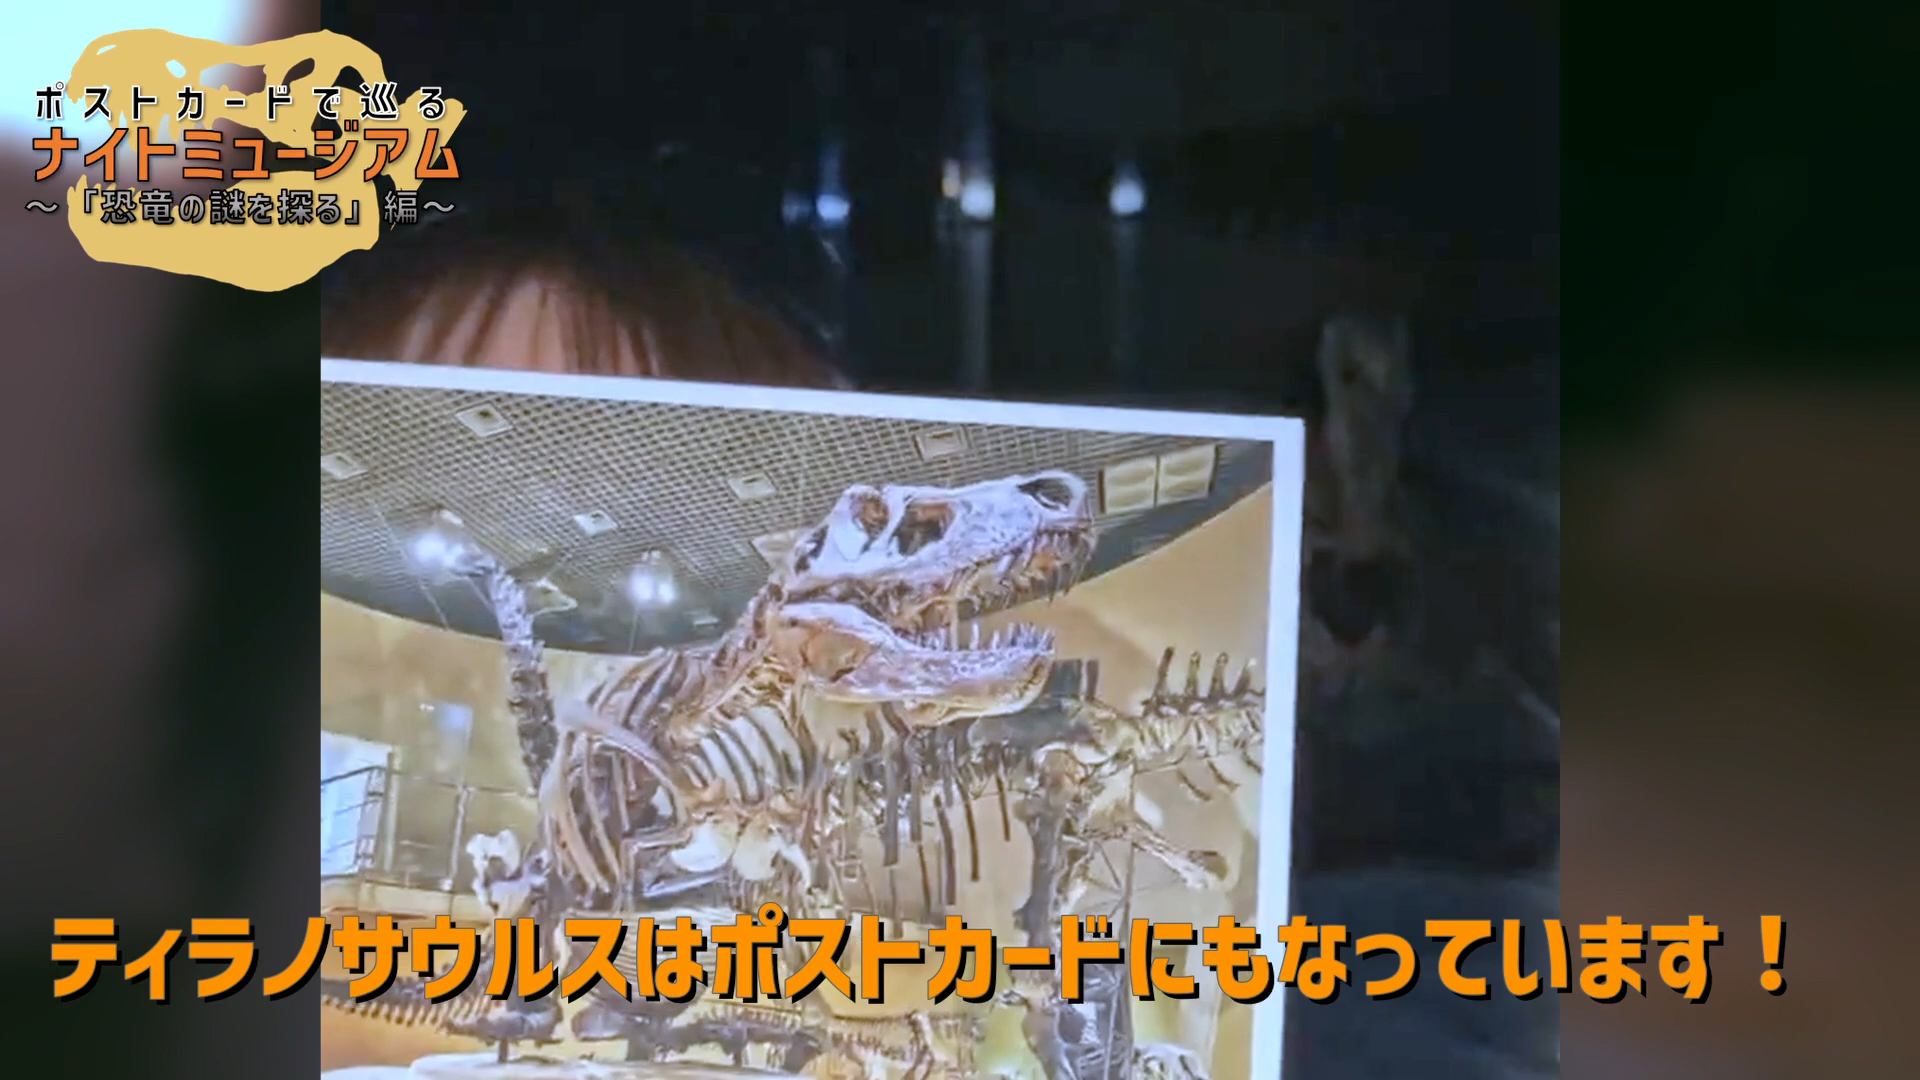 ポストカードで巡る
ナイトミュージアム
～「恐竜の謎を探る」編～
ティラノサウルスはポストカードにもなっています！